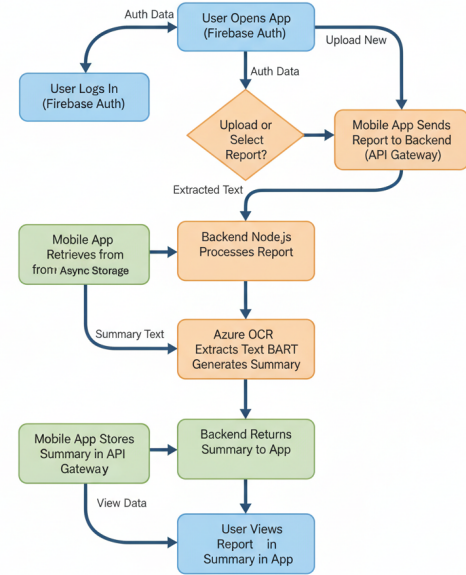 Auth Data
User Opens App
(Firebase Auth)
Upload New
User Logs In
(Firebase Auth)
Auth Data
Upload or
Select
Report?
Mobile App Sends
Report to Backend
(API Gateway)
Extracted Text
Mobile App
Retrieves from
from Async Storage
Backend Node.js
Processes Report
Summary Text
Azure OCR
Extracts Text BART
Generates Summary
Mobile App Stores
Summary in API
Gateway
Backend Returns
Summary to App
View Data
User Views
Report in
Summary in App